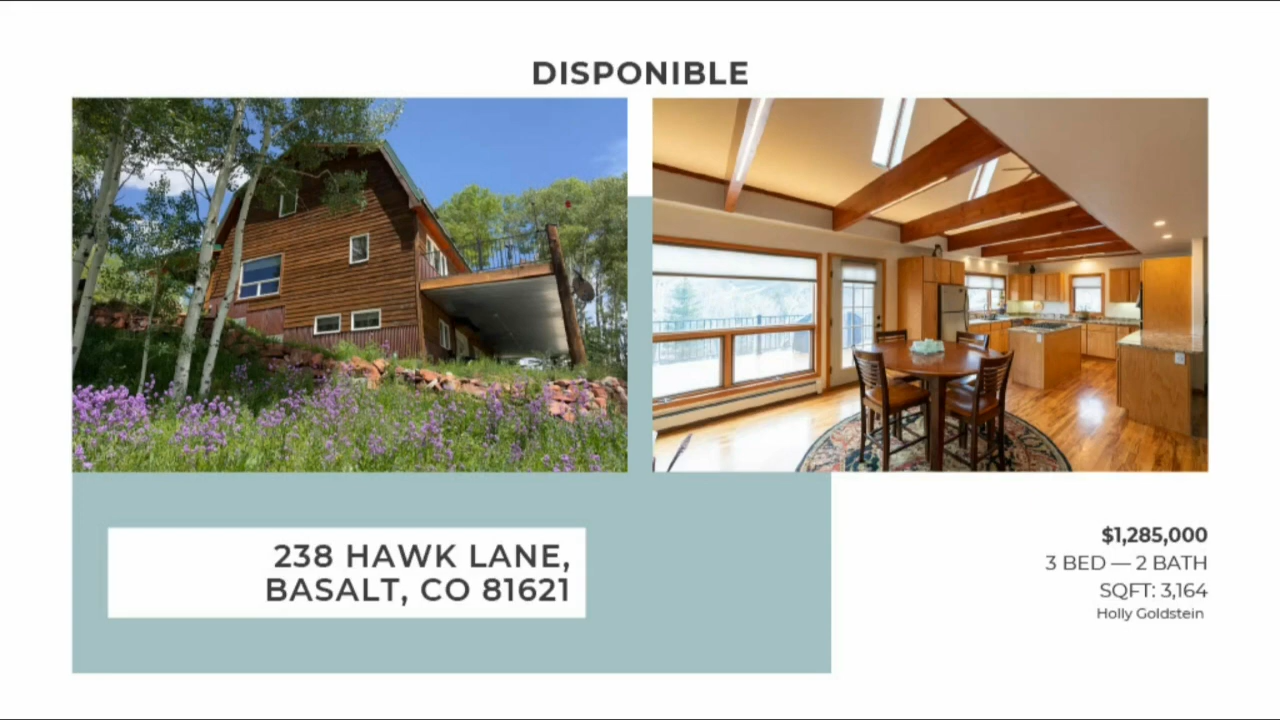 DISPONIBLE
238 HAWK LANE,
BASALT, CO 81621
$1,285,000
3 BED — 2 BATH
SQFT: 3,164
Holly Goldstein